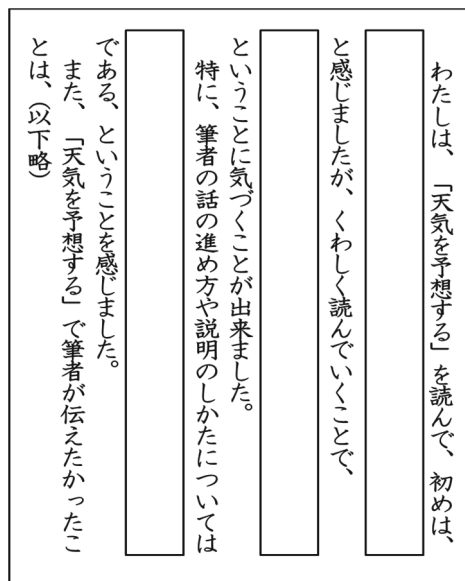 わたしは、「天気を予想する」を読んで、初めは、
と感じましたが、くわしく読んでいくことで、
ということに気づくことが出来ました。
特に、筆者の話の進め方や説明のしかたについては
である、ということを感じました。
また、「天気を予想する」で筆者が伝えたかったこ
とは、（以下略）